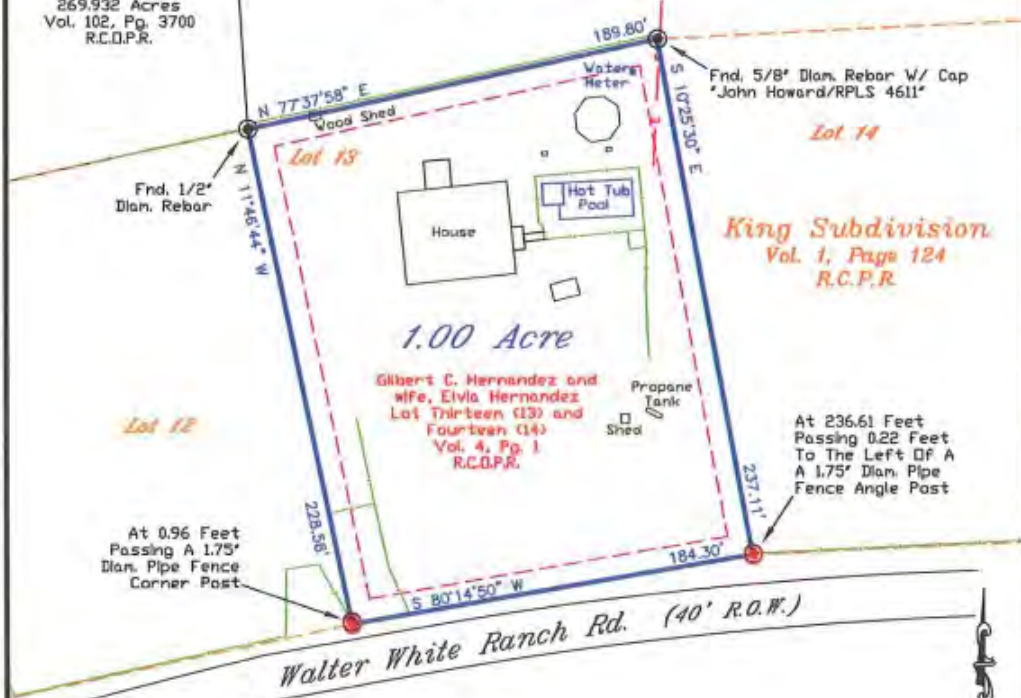 269.932 Acres
Vol. 102, Pg. 3700
R.C.O.P.R.
189.80'
N 77°37'58" E
Water Meter
Wood Shed
Fnd. 5/8" Diam. Rebar W/ Cap
"John Howard/RPLS 4611"
S 10°25'30" E
Lot 14
Lot 13
Fnd. 1/2"
Diam. Rebar
N 11°46'44" W
Hot Tub
Pool
House
King Subdivision
Vol. 1, Page 124
R.C.P.R.
1.00 Acre
Gilbert C. Hernandez and
wife, Elvia Hernandez
Lot Thirteen (13) and
Fourteen (14)
Vol. 4, Pg. 1
R.C.O.P.R.
Propane
Tank
Shed
Lot 12
At 236.61 Feet
Passing 0.22 Feet
To The Left Of A
A 1.75" Diam. Pipe
Fence Angle Post
237.11'
228.58'
At 0.96 Feet
Passing A 1.75"
Diam. Pipe Fence
Corner Post
184.30'
S 80°14'50" W
Walter White Ranch Rd. (40' R.O.W.)